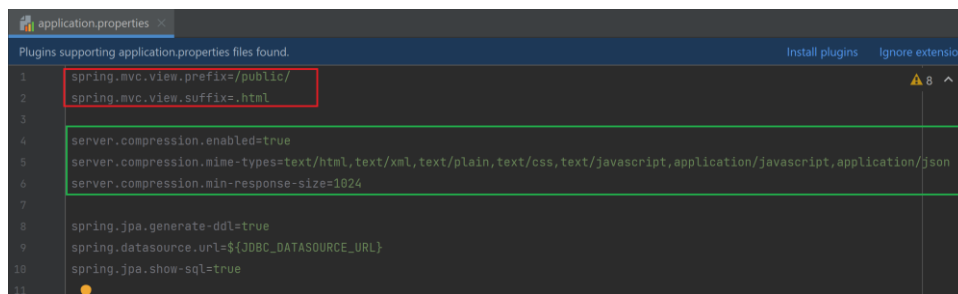 application.properties ×
Plugins supporting application.properties files found. Install plugins Ignore extensio
1 spring.mvc.view.prefix=/public/ 8
2 spring.mvc.view.suffix=.html
3
4 server.compression.enabled=true
5 server.compression.mime-types=text/html,text/xml,text/plain,text/css,text/javascript,application/javascript,application/json
6 server.compression.min-response-size=1024
7
8 spring.jpa.generate-ddl=true
9 spring.datasource.url=${JDBC_DATASOURCE_URL}
10 spring.jpa.show-sql=true
11